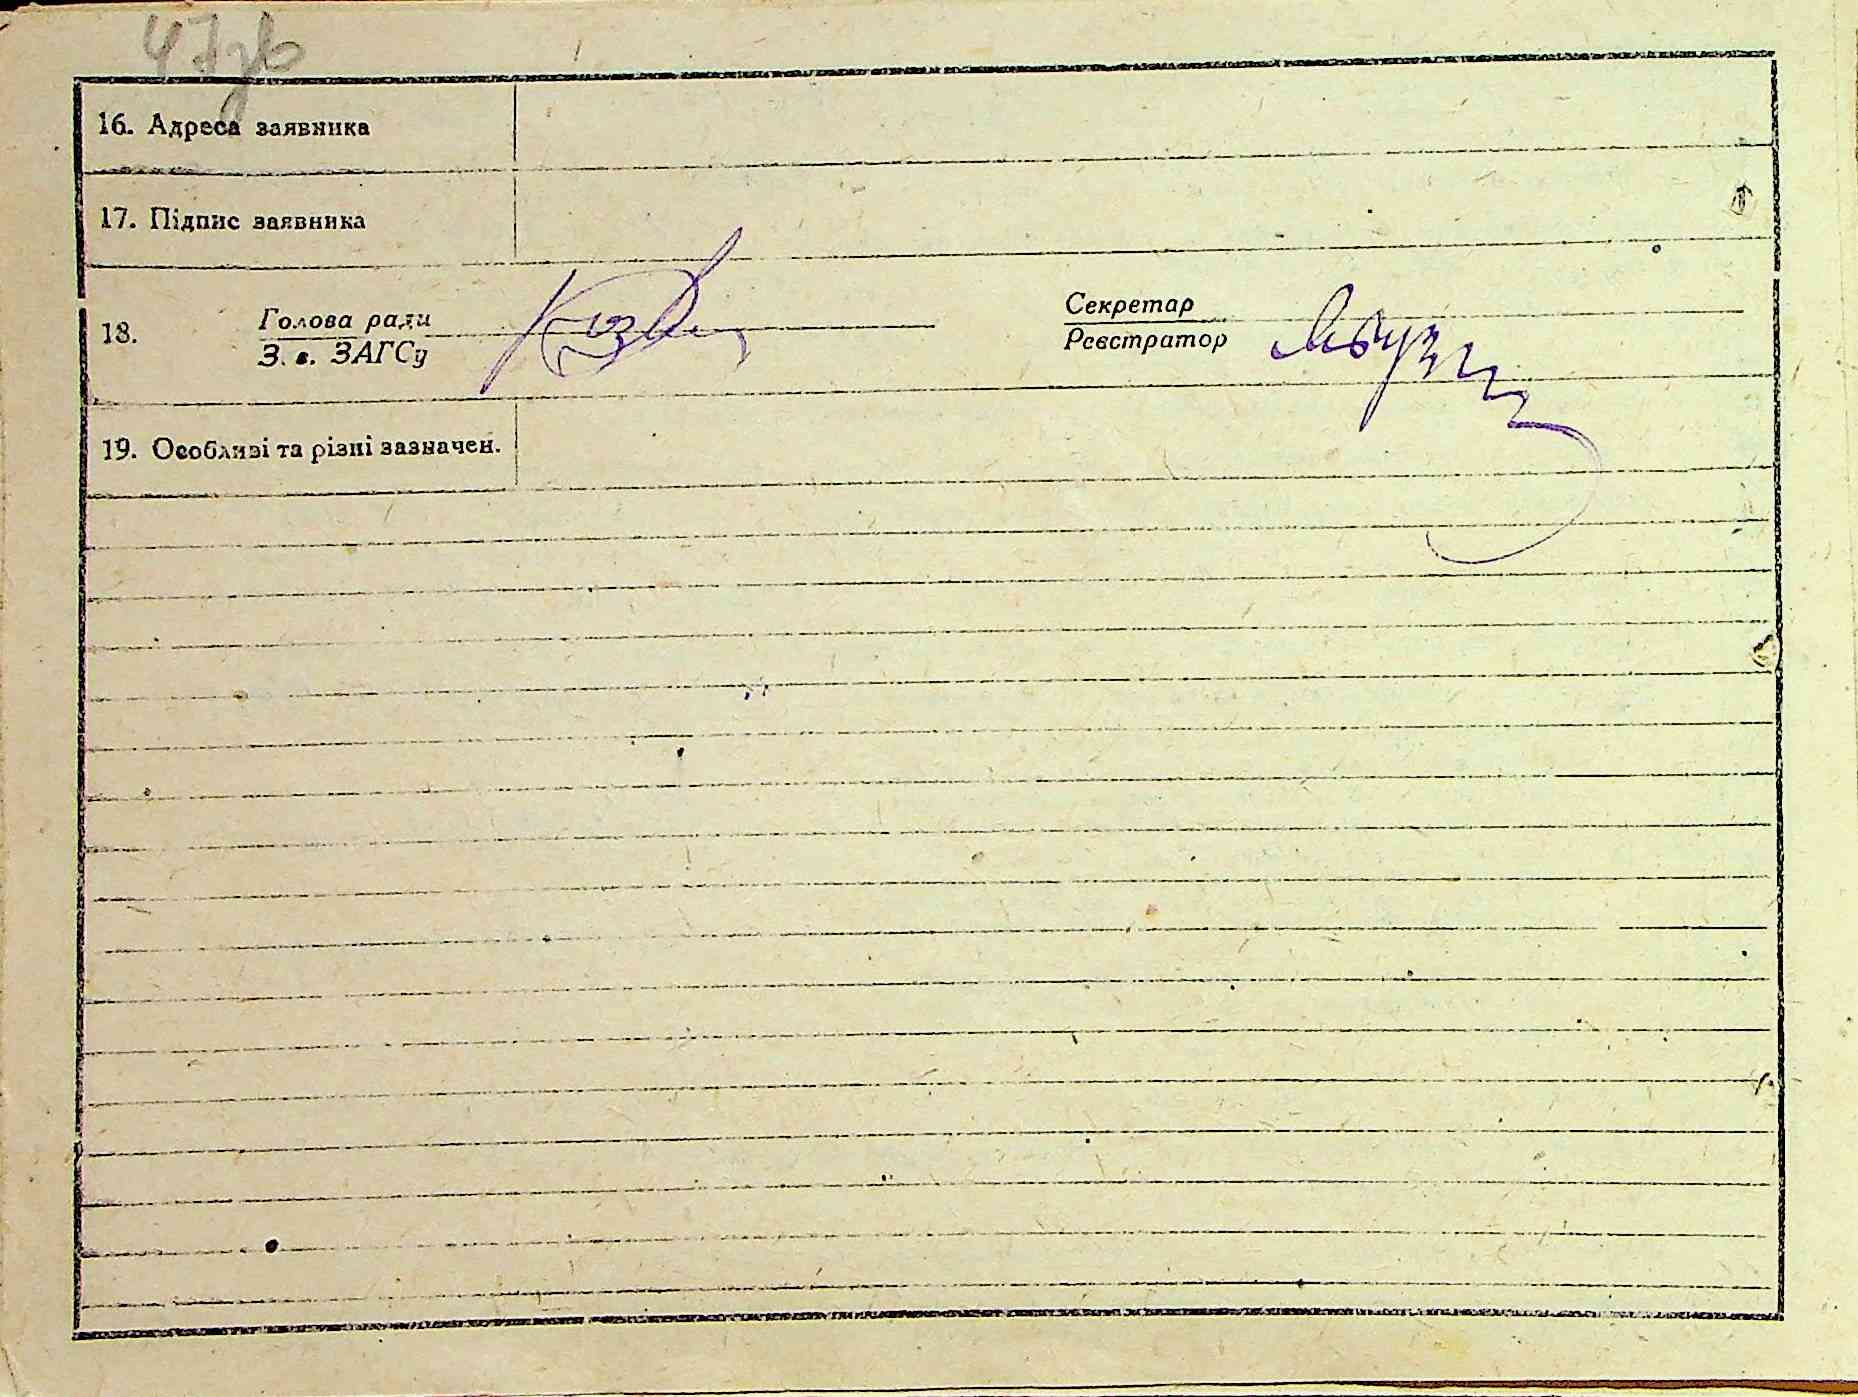 47зв
16. Адреса заявника
17. Підпис заявника
18. Голова ради
З. в. ЗАГСу
Секретар
Реєстратор
19. Особливі та різні зазначен.